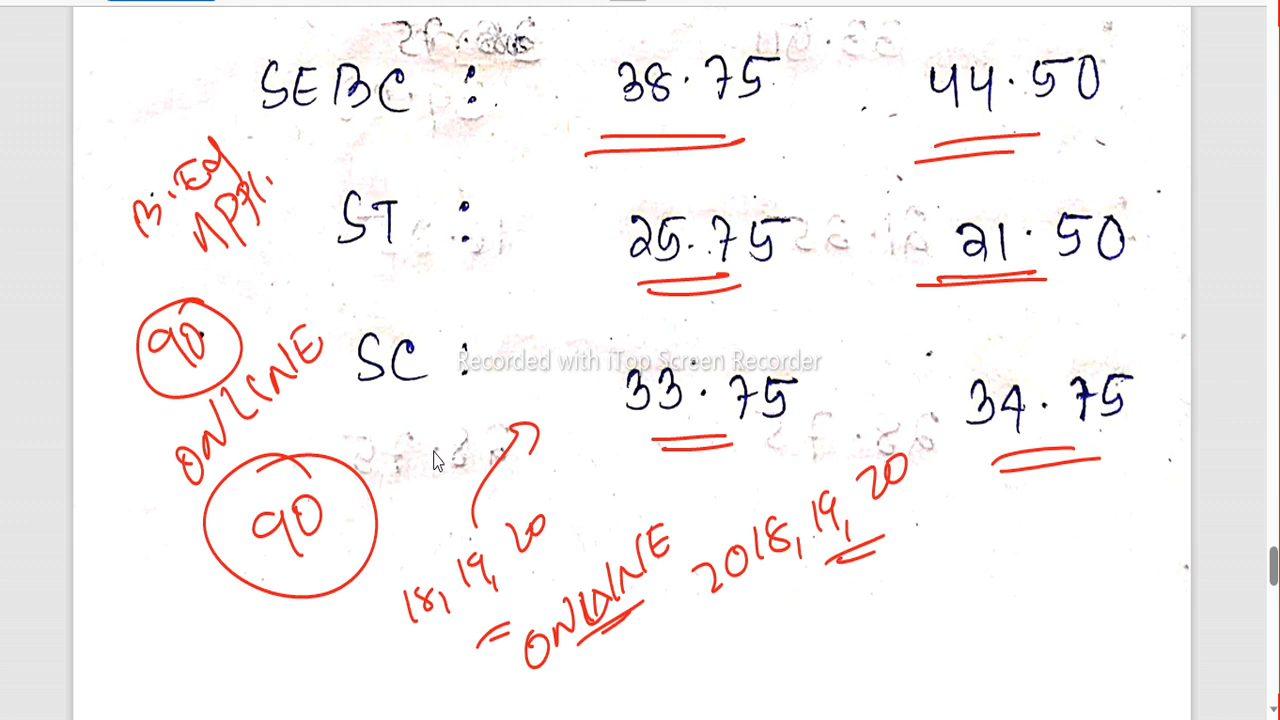 SEBC : 38.75 44.50
B.Ed
Appl.
ST : 25.75 21.50
90
ONLINE
SC : 33.75 34.75
Recorded with iTop Screen Recorder
90
18, 19, 20
= ONLINE 2018, 19, 20